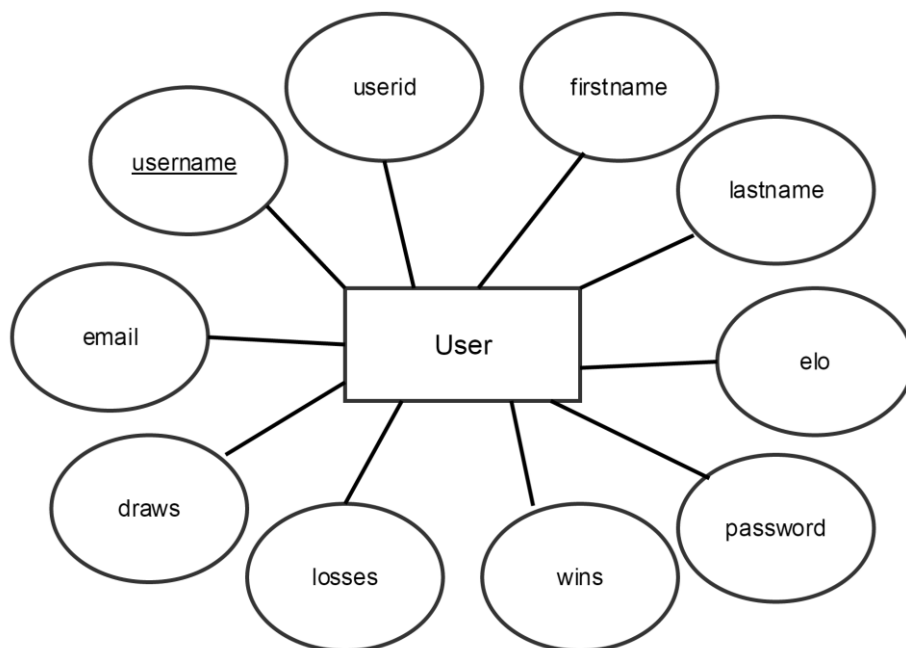 userid
firstname
username
lastname
email
User
elo
draws
password
losses
wins